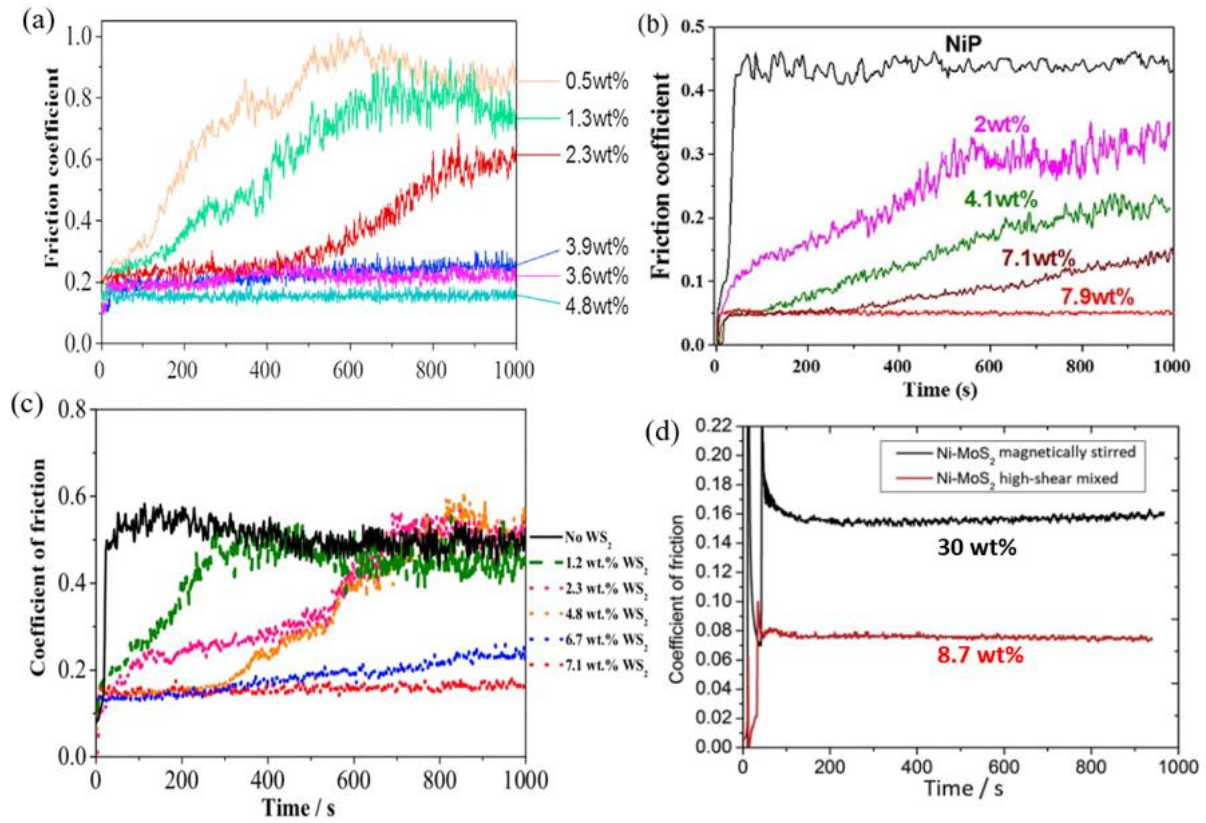 (a)
Friction coefficient
1.0
0.8
0.6
0.4
0.2
0.0
0 200 400 600 800 1000
0.5wt%
1.3wt%
2.3wt%
3.9wt%
3.6wt%
4.8wt%
(b)
Friction coefficient
0.5
0.4
0.3
0.2
0.1
0.0
NiP
2wt%
4.1wt%
7.1wt%
7.9wt%
0 200 400 600 800 1000
Time (s)
(c)
Coefficient of friction
0.8
0.6
0.4
0.2
0.0
0 200 400 600 800 1000
Time / s
No WS₂
1.2 wt.% WS₂
2.3 wt.% WS₂
4.8 wt.% WS₂
6.7 wt.% WS₂
7.1 wt.% WS₂
(d)
Coefficient of friction
0.22
0.20
0.18
0.16
0.14
0.12
0.10
0.08
0.06
0.04
0.02
0.00
Ni-MoS₂ magnetically stirred
Ni-MoS₂ high-shear mixed
30 wt%
8.7 wt%
0 200 400 600 800 1000
Time / s